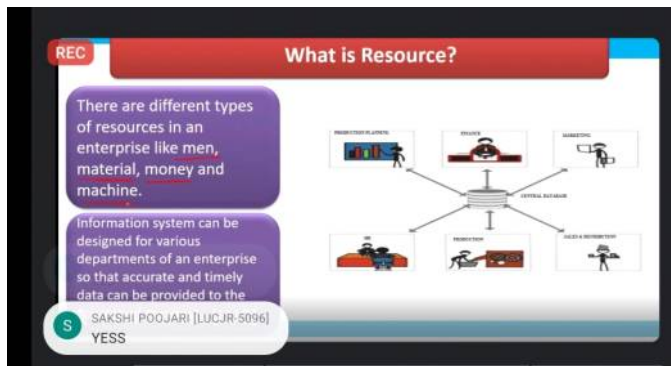 REC
What is Resource?
There are different types
of resources in an
enterprise like men,
material, money and
machine.
Information system can be
designed for various
departments of an enterprise
so that accurate and timely
data can be provided to the
PRODUCTION PLANNING
FINANCE
MARKETING
CENTRAL DATABASE
HR
PRODUCTION
SALES & DISTRIBUTION
S
SAKSHI POOJARI [LUCJR-5096]
YESS